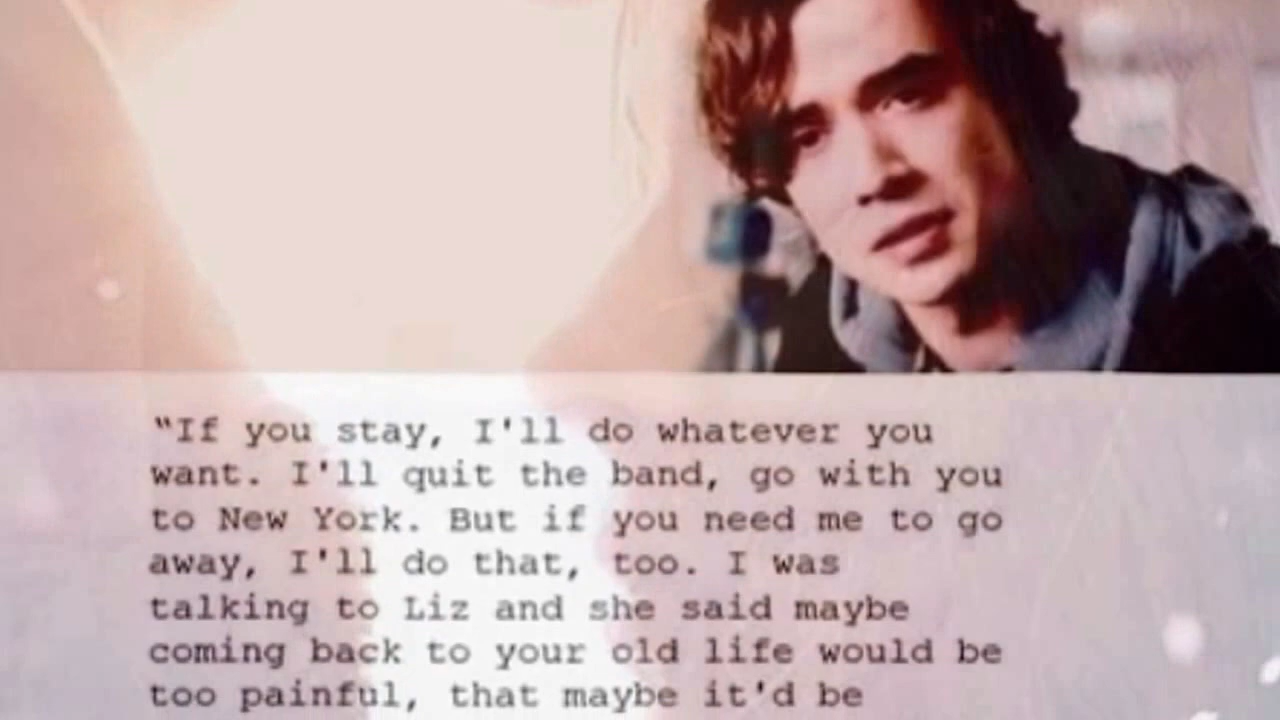 “If you stay, I'll do whatever you
want. I'll quit the band, go with you
to New York. But if you need me to go
away, I'll do that, too. I was
talking to Liz and she said maybe
coming back to your old life would be
too painful, that maybe it'd be